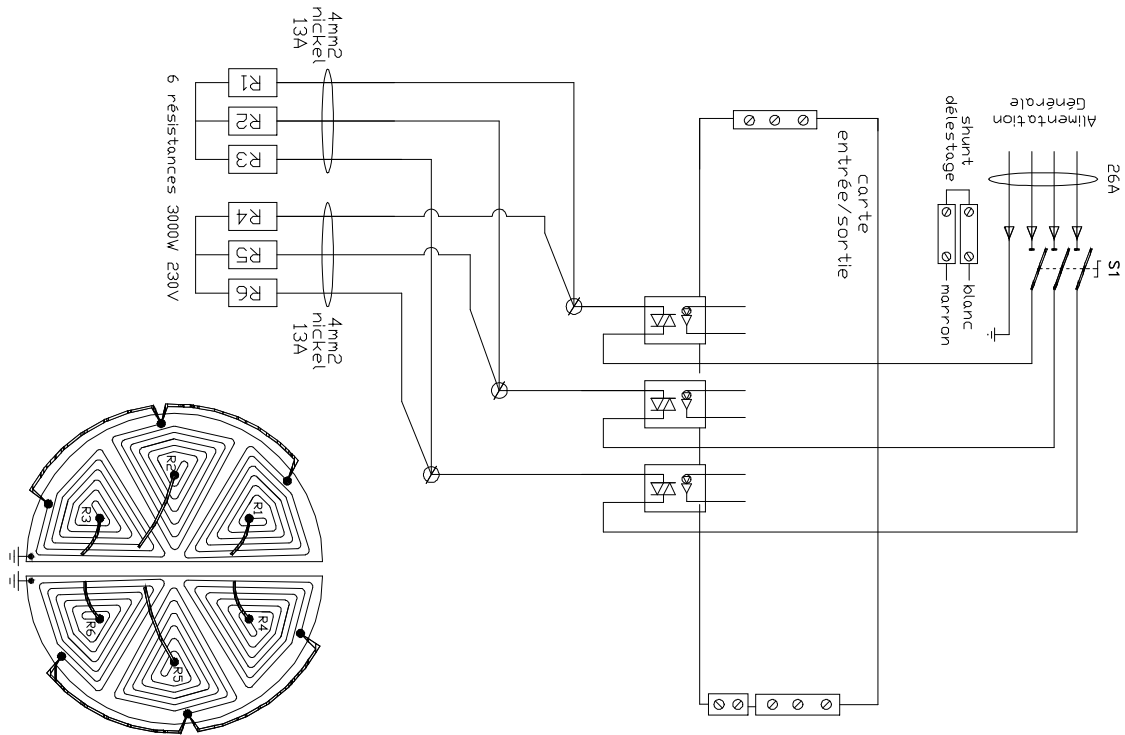 4mm2
nickel
13A
R1
R2
R3
6 résistances 3000W 230V
R4
R5
R6
4mm2
nickel
13A
carte
entrée/sortie
shunt
délestage
marron
blanc
Alimentation
Générale
26A
S1
R2
R3
R1
R6
R4
R5